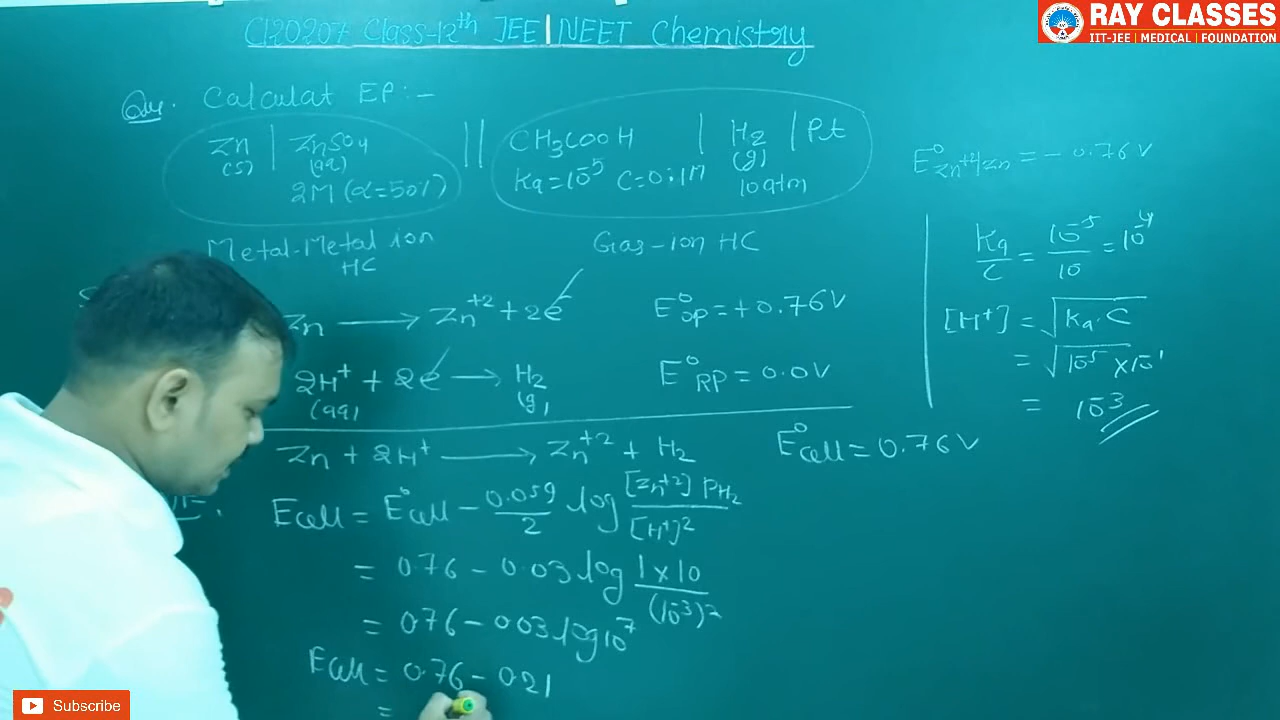 C120207 Class-12th JEE|NEET Chemistry
RAY CLASSES
IIT-JEE | MEDICAL | FOUNDATION
Que. Calculat EP:-
Zn | ZnSO4 || CH3COOH | H2 | Pt
(s) (aq) (g)
2M (α=50%) Ka=10^-5 C=0.1M 10atm
E°Zn+2/Zn = -0.76V
Metal-Metal ion HC
Gas-ion HC
Ka/C = 10^-5/10^-1 = 10^-4
Zn → Zn+2 + 2e- E°OP = +0.76V
[H+] = √Ka.C
= √10^-5 × 10^-1
= 10^-3
2H+ + 2e- → H2 E°RP = 0.0V
(aq) (g)
Zn + 2H+ → Zn+2 + H2 E°Cell = 0.76V
Ecell = E°cell - 0.059/2 log [Zn+2] PH2/[H+]^2
= 0.76 - 0.03 log 1×10/(10^-3)^2
= 0.76 - 0.03 log 10^7
Ecell = 0.76 - 0.21
=
Subscribe